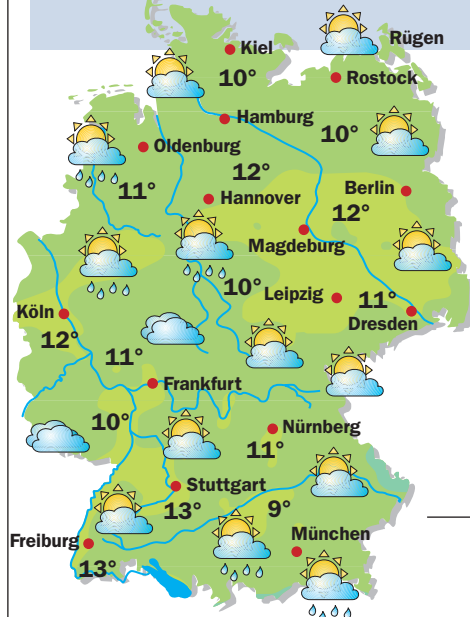 Rügen
Kiel
10°
Rostock
Hamburg
10°
Oldenburg
12°
11°
Hannover
Berlin
12°
Magdeburg
10°
Leipzig
11°
Köln
Dresden
12°
11°
Frankfurt
10°
Nürnberg
11°
Stuttgart
13°
9°
Freiburg
München
13°